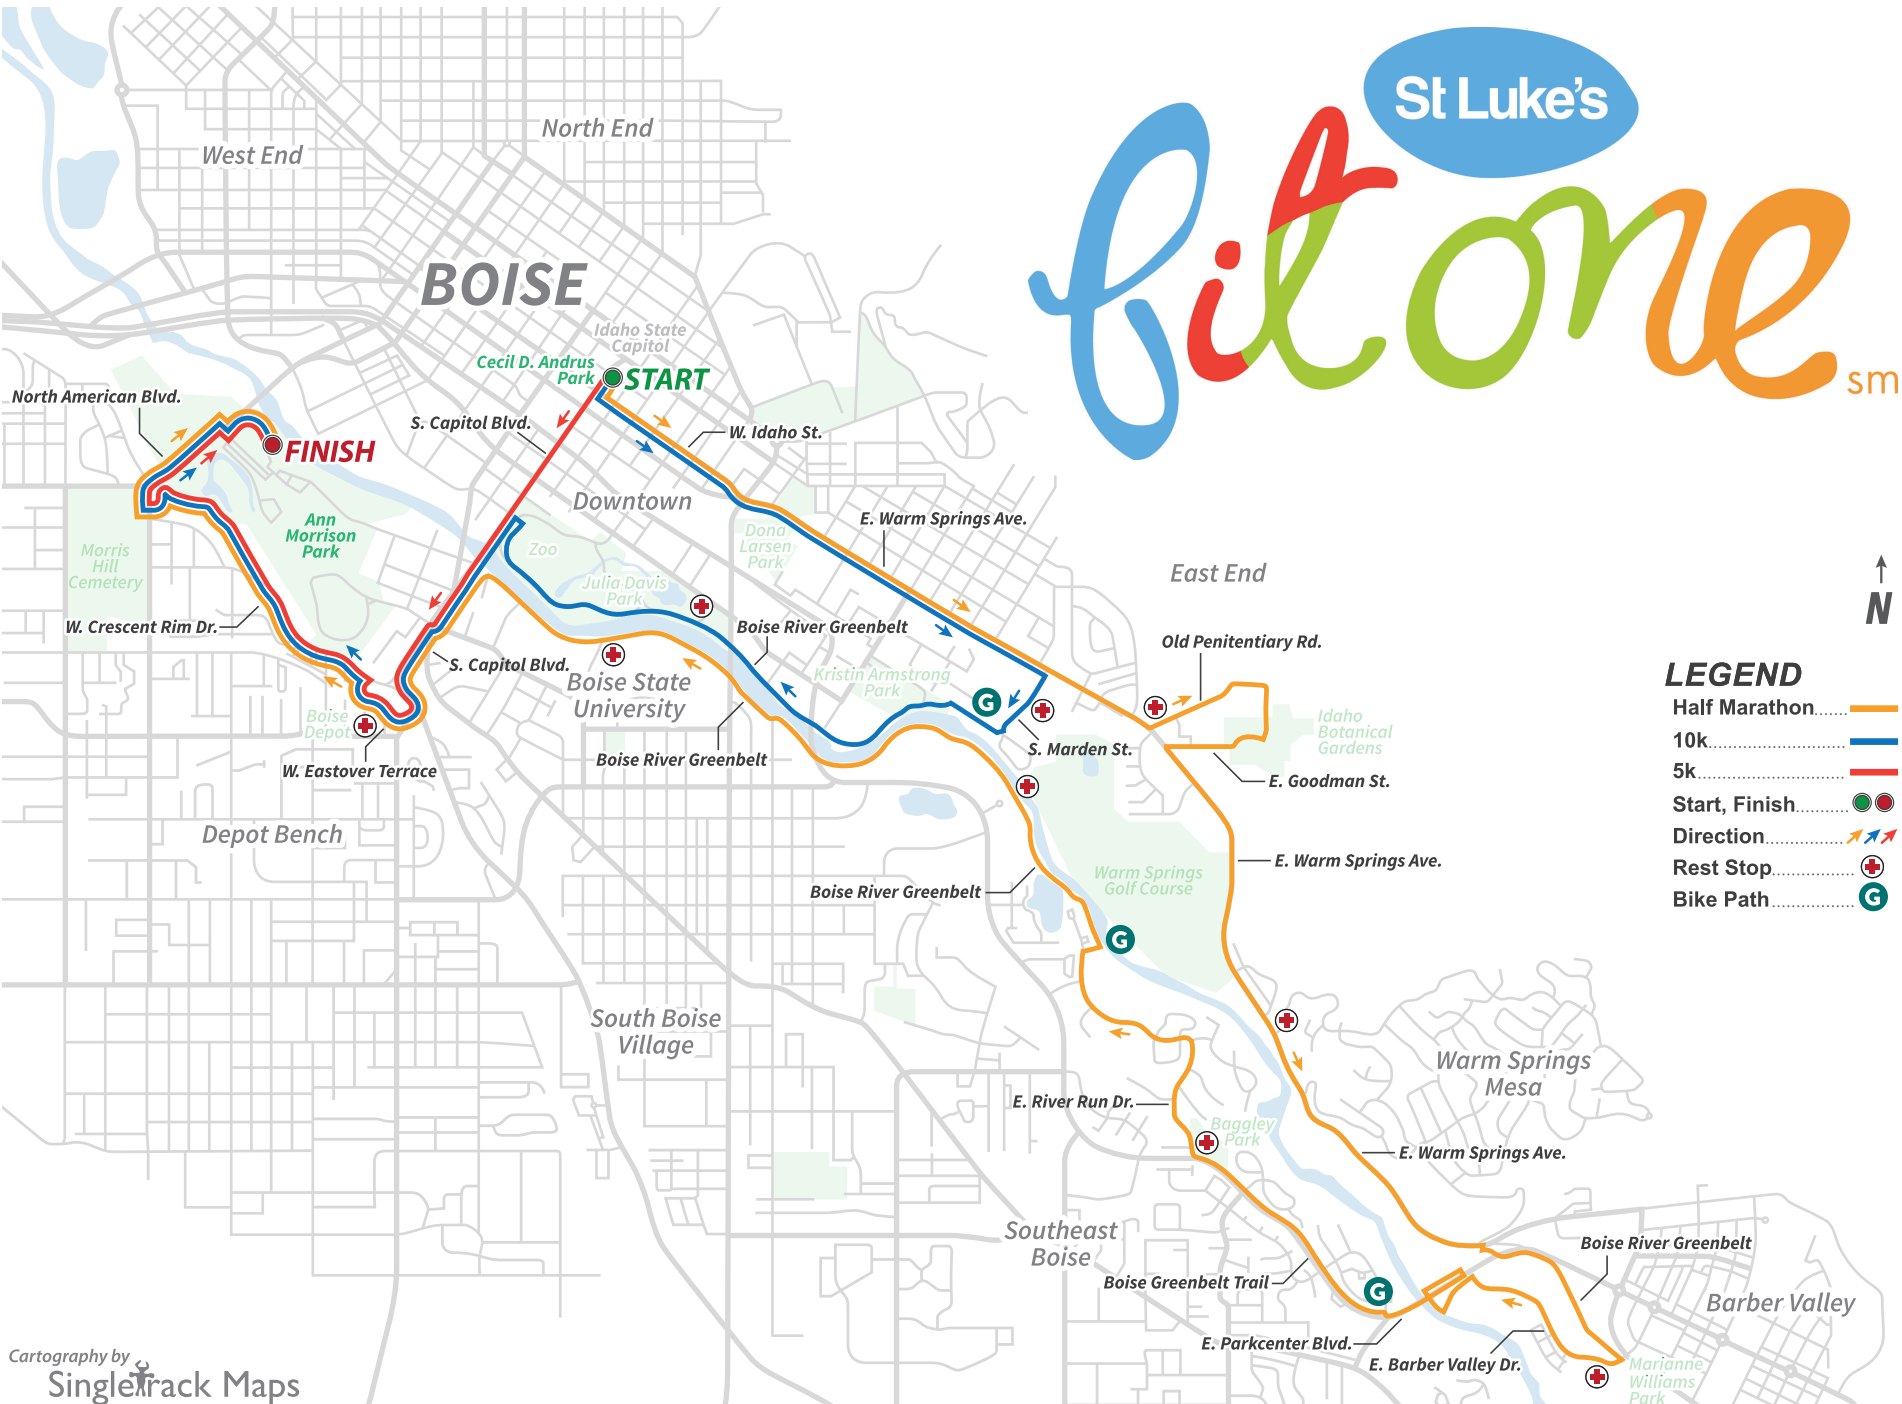 St Luke's
fit one
sm
North End
West End
BOISE
Idaho State
Capitol
Cecil D. Andrus
Park
START
North American Blvd.
S. Capitol Blvd.
W. Idaho St.
FINISH
Downtown
E. Warm Springs Ave.
Ann
Morrison
Park
Dona
Larsen
Park
Zoo
Morris
Hill
Cemetery
Julia Davis
Park
East End
N
W. Crescent Rim Dr.
Boise River Greenbelt
Old Penitentiary Rd.
S. Capitol Blvd.
Boise State
University
Kristin Armstrong
Park
G
LEGEND
Half Marathon
10k
5k
Start, Finish
Direction
Rest Stop
Bike Path
G
Boise
Depot
Idaho
Botanical
Gardens
S. Marden St.
Boise River Greenbelt
W. Eastover Terrace
E. Goodman St.
Depot Bench
E. Warm Springs Ave.
Warm Springs
Golf Course
Boise River Greenbelt
G
South Boise
Village
Warm Springs
Mesa
E. River Run Dr.
Baggley
Park
E. Warm Springs Ave.
Southeast
Boise
Boise River Greenbelt
Boise Greenbelt Trail
G
Barber Valley
E. Parkcenter Blvd.
E. Barber Valley Dr.
Marianne
Williams
Park
Cartography by
Singletrack Maps